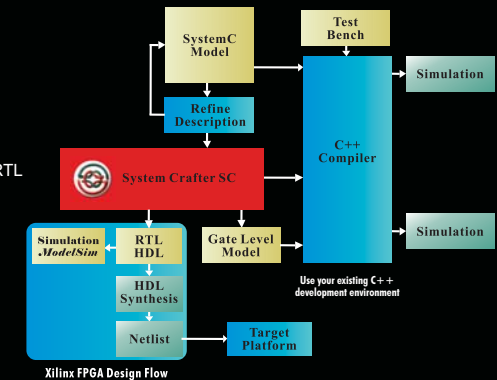 SystemC
Model
Test
Bench
Simulation
Refine
Description
C++
Compiler
RTL
System Crafter SC
Simulation
ModelSim
RTL
HDL
Gate Level
Model
Simulation
HDL
Synthesis
Use your existing C++
development environment
Netlist
Target
Platform
Xilinx FPGA Design Flow